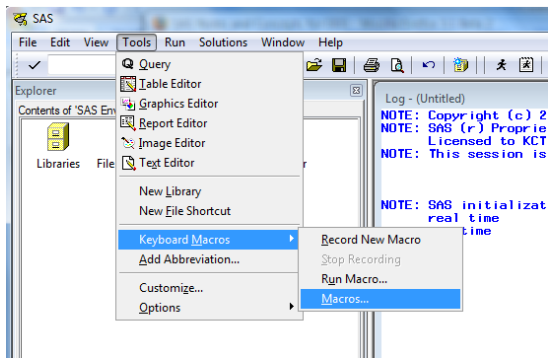 SAS
File Edit View Tools Run Solutions Window Help
Explorer
Contents of 'SAS Env
Libraries File
Query
Table Editor
Graphics Editor
Report Editor
Image Editor
Text Editor
New Library
New File Shortcut
Keyboard Macros
Add Abbreviation...
Customize...
Options
Record New Macro
Stop Recording
Run Macro...
Macros...
Log - (Untitled)
NOTE: Copyright (c) 2
NOTE: SAS (r) Proprie
Licensed to KCT
NOTE: This session is
NOTE: SAS initializat
real time
time